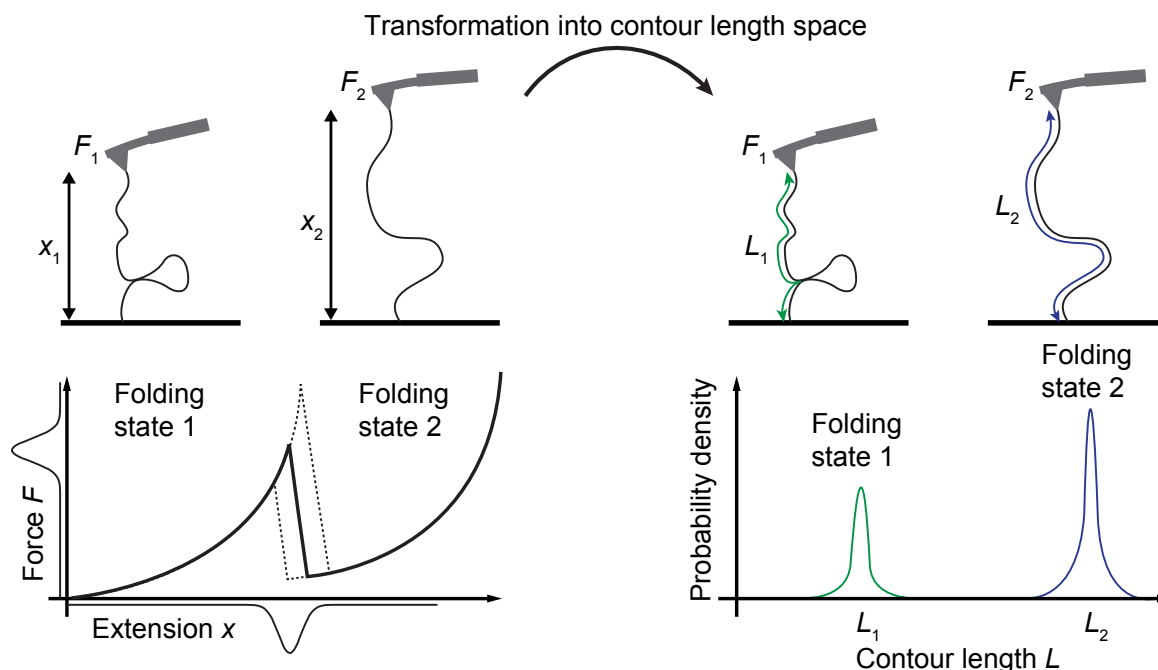 Transformation into contour length space
F₁
x₁
F₂
x₂
F₁
L₁
F₂
L₂
Folding
state 1
Folding
state 2
Force F
Extension x
Folding
state 1
Folding
state 2
Probability density
L₁
L₂
Contour length L